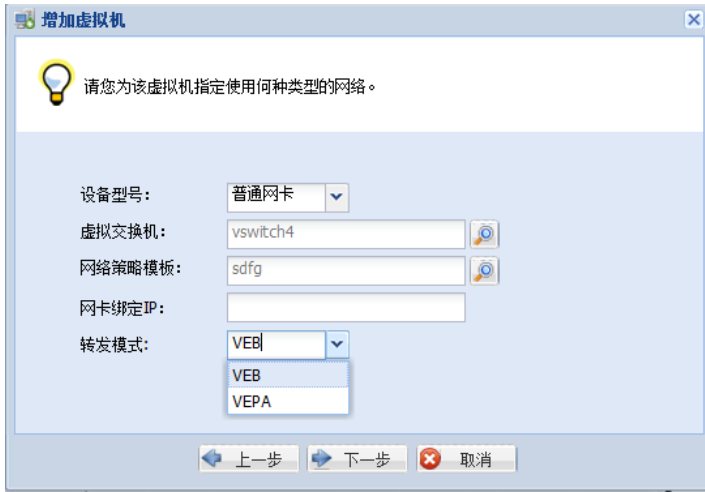 增加虚拟机
请您为该虚拟机指定使用何种类型的网络。
设备型号: 普通网卡
虚拟交换机: vswitch4
网络策略模板: sdfg
网卡绑定IP:
转发模式: VEB
VEB
VEPA
上一步 下一步 取消